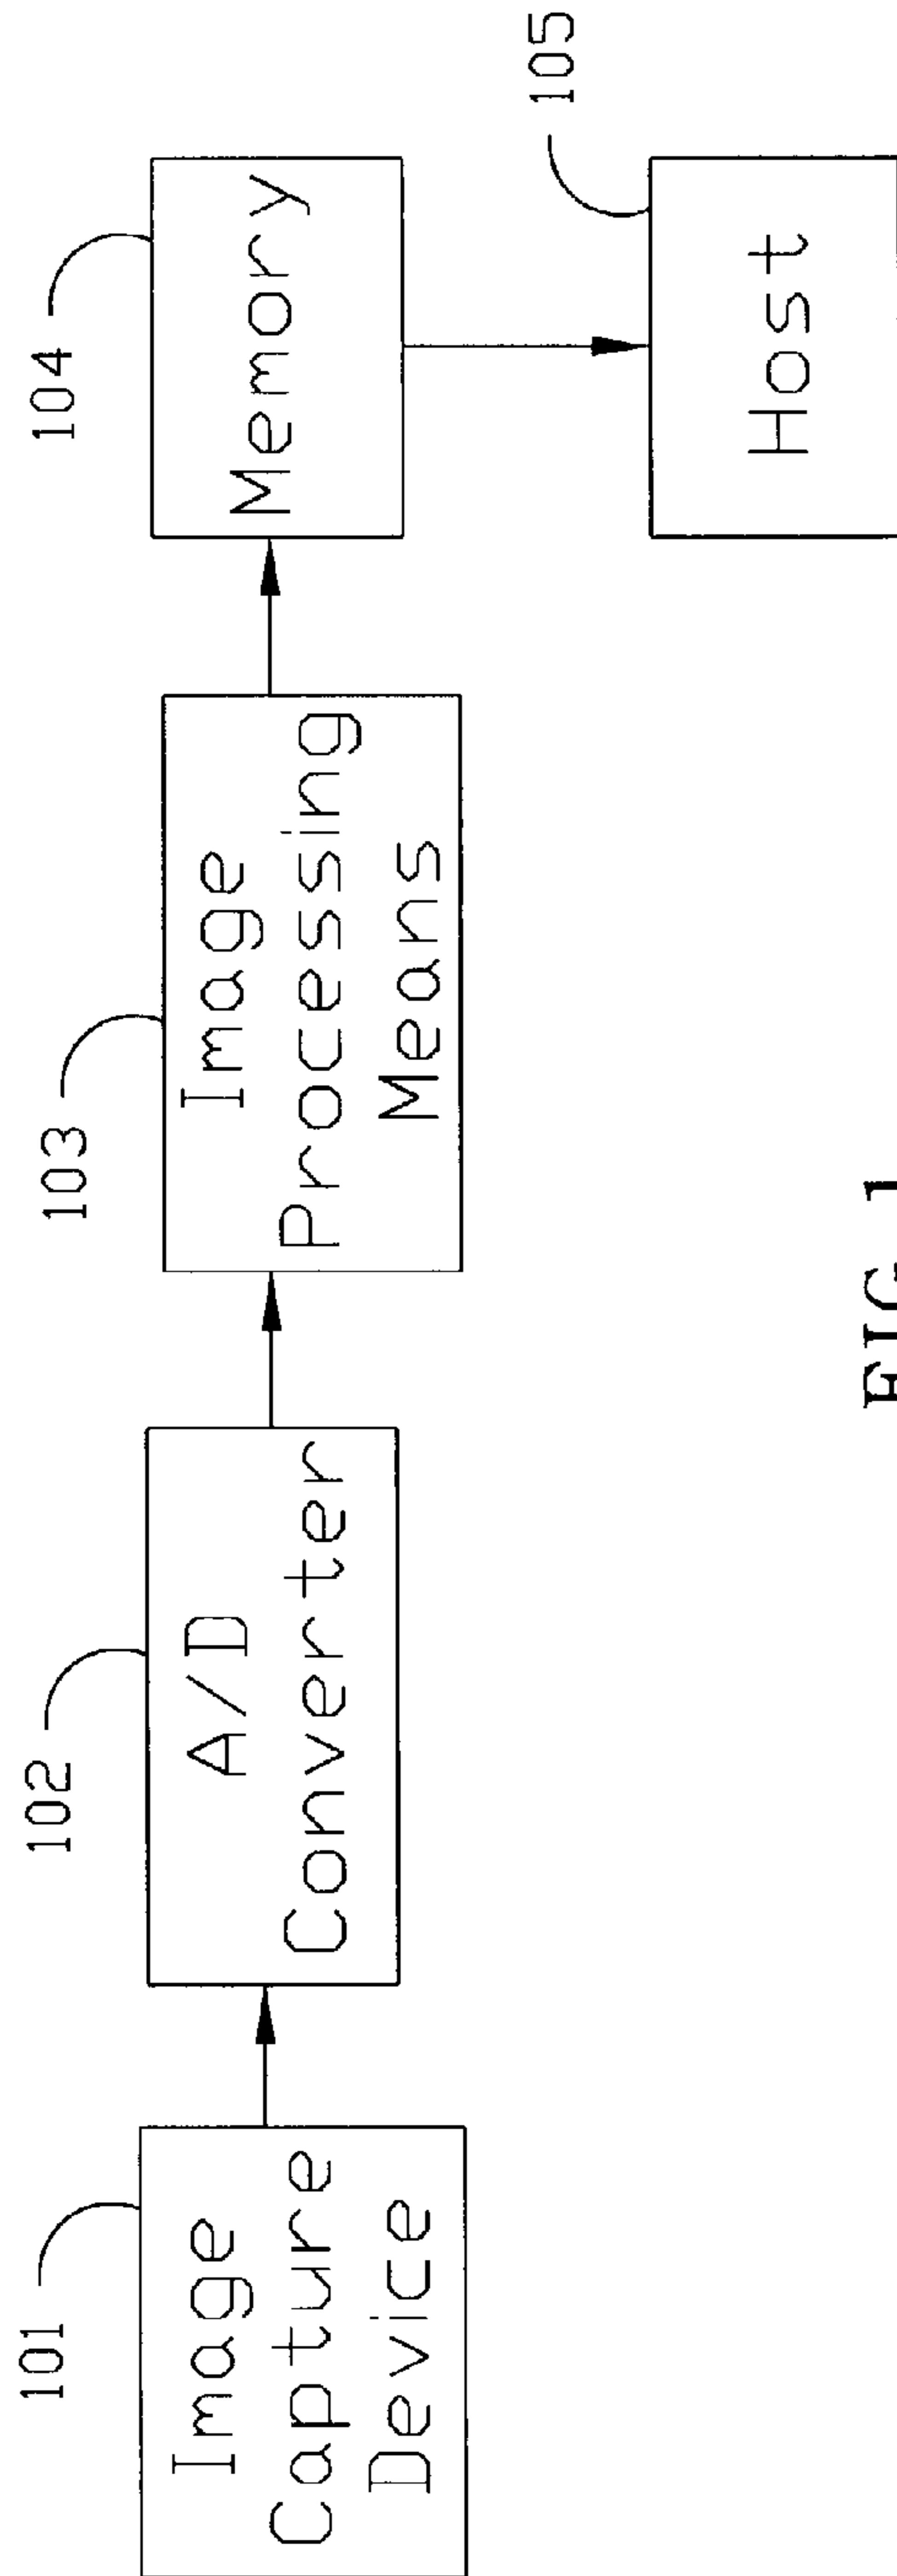 101
Image
Capture
Device
102
A/D
Converter
103
Image
Processing
Means
104
Memory
105
Host
FIG. 1